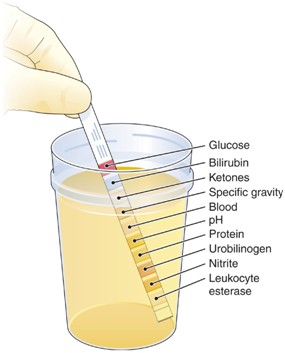 Glucose
Bilirubin
Ketones
Specific gravity
Blood
pH
Protein
Urobilinogen
Nitrite
Leukocyte
esterase